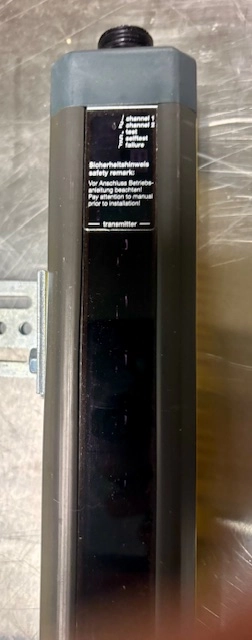 channel 1
channel 2
test
selftest
failure
Sicherheitshinweis
safety remark:
Vor Anschluss Betriebs-
anleitung beachten!
Pay attention to manual
prior to installation!
transmitter